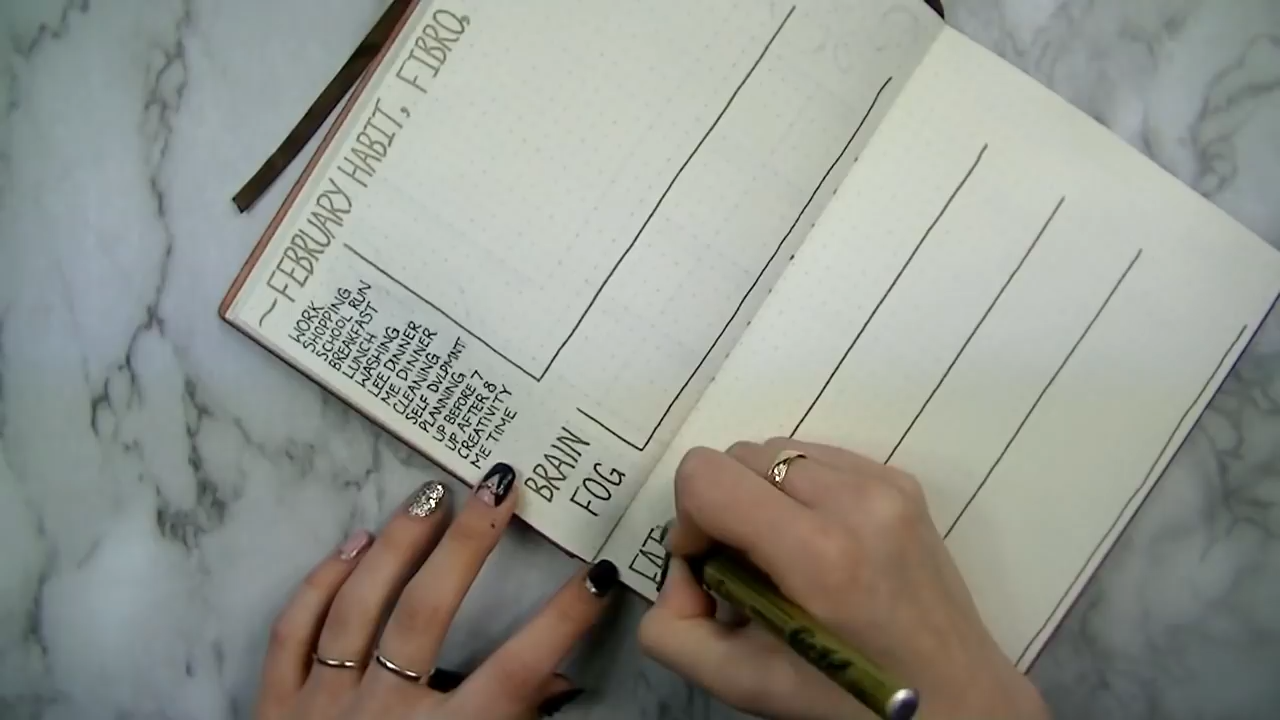 ~FEBRUARY HABIT, FIBRO,
WORK
SHOPPING
SCHOOL RUN
BREAKFAST
LUNCH
WASHING
LEE DINNER
ME DINNER
CLEANING
SELF DVLPMNT
PLANNING
UP BEFORE 7
UP AFTER 8
CREATIVITY
ME TIME
BRAIN
FOG
FAT